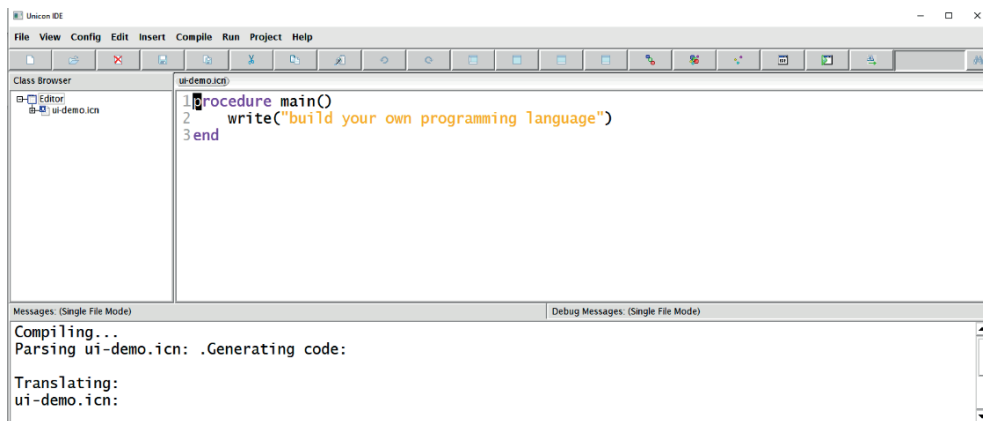 Unicon IDE
File View Config Edit Insert Compile Run Project Help
Class Browser
ui-demo.icn
Editor
ui-demo.icn
1 procedure main()
2 write("build your own programming language")
3 end
Messages: (Single File Mode) Debug Messages: (Single File Mode)
Compiling...
Parsing ui-demo.icn: .Generating code:
Translating:
ui-demo.icn: